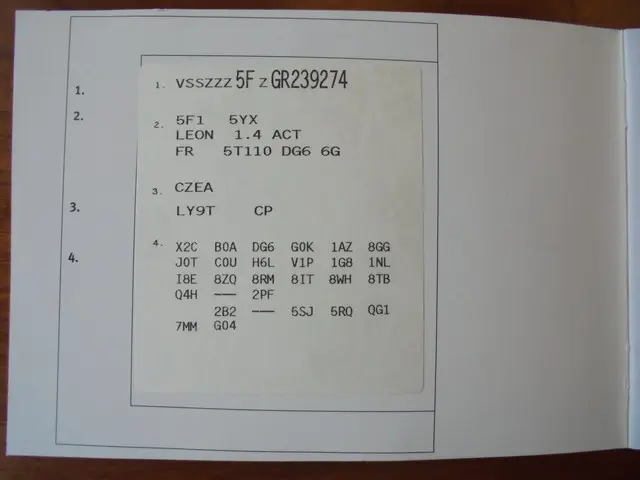 1. 1. VSSZZZ 5F Z GR239274
2. 2. 5F1 5YX
LEON 1.4 ACT
FR 5T110 DG6 6G
3. CZEA
3. LY9T CP
4. 4. X2C B0A DG6 G0K 1AZ 8GG
J0T C0U H6L V1P 1G8 1NL
I8E 8ZQ 8RM 8IT 8WH 8TB
Q4H --- 2PF
2B2 --- 5SJ 5RQ QG1
7MM G04